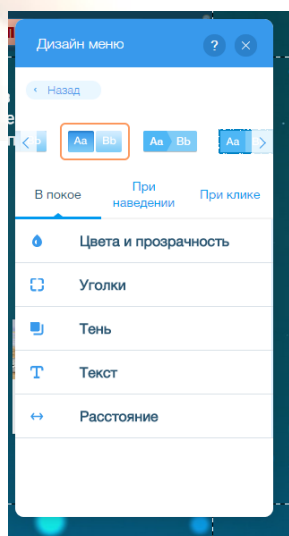 Дизайн меню ?
Назад
Aa Bb Aa Bb Aa
В покое При наведении При клике
Цвета и прозрачность
Уголки
Тень
Текст
Расстояние